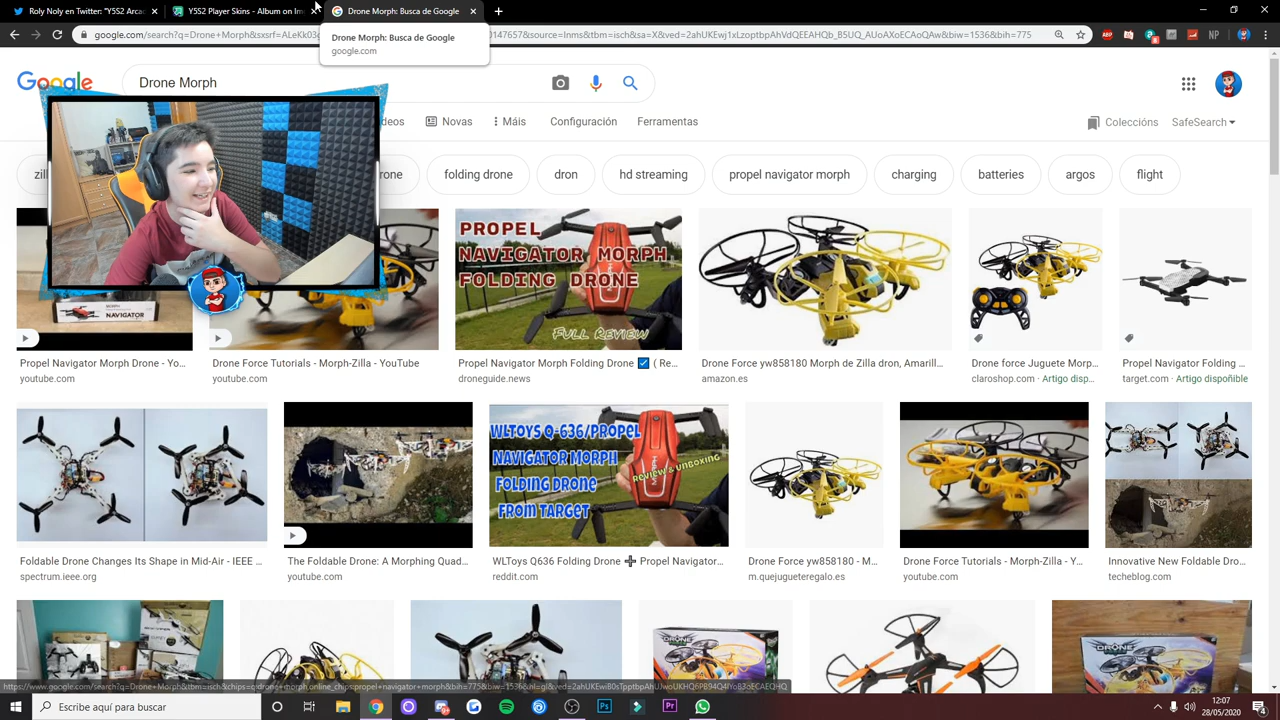 Roly Noly en Twitter: "Y5S2 Arca
Y5S2 Player Skins - Album on Im
Drone Morph: Busca de Google
Drone Morph: Busca de Google
google.com
Google
Drone Morph
Novas
Máis
Configuración
Ferramentas
Coleccións
SafeSearch
folding drone
dron
hd streaming
propel navigator morph
charging
batteries
argos
flight
NAVIGATOR
PROPEL
NAVIGATOR MORPH
FOLDING DRONE
FULL REVIEW
Propel Navigator Morph Drone - Yo...
youtube.com
Drone Force Tutorials - Morph-Zilla - YouTube
youtube.com
Propel Navigator Morph Folding Drone ☑ ( Re...
droneguide.news
Drone Force yw858180 Morph de Zilla dron, Amarill...
amazon.es
Drone force Juguete Morp...
claroshop.com · Artigo disp...
Propel Navigator Folding ...
target.com · Artigo dispoñible
WLTOYS Q-636/PROPEL
NAVIGATOR MORPH
FOLDING DRONE
FROM TARGET
REVIEW & UNBOXING
Foldable Drone Changes Its Shape in Mid-Air - IEEE ...
spectrum.ieee.org
The Foldable Drone: A Morphing Quad...
youtube.com
WLToys Q636 Folding Drone ➕ Propel Navigator...
reddit.com
Drone Force yw858180 - M...
m.quejugueteregalo.es
Drone Force Tutorials - Morph-Zilla - Y...
youtube.com
Innovative New Foldable Dro...
techeblog.com
DRONE
DRONE
Escribe aquí para buscar
12:07
28/05/2020